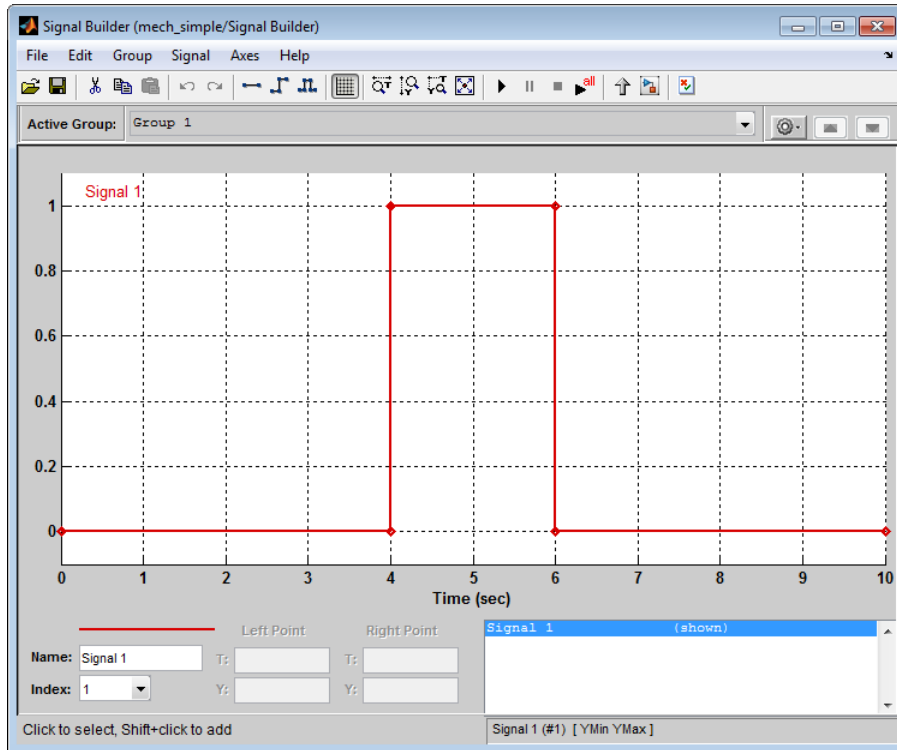 Signal Builder (mech_simple/Signal Builder)
File Edit Group Signal Axes Help
all
Active Group: Group 1
Signal 1
1
0.8
0.6
0.4
0.2
0
0 1 2 3 4 5 6 7 8 9 10
Time (sec)
Left Point Right Point
Name: Signal 1 T: T:
Index: 1 Y: Y:
Signal 1 (shown)
Click to select, Shift+click to add
Signal 1 (#1) [ YMin YMax ]